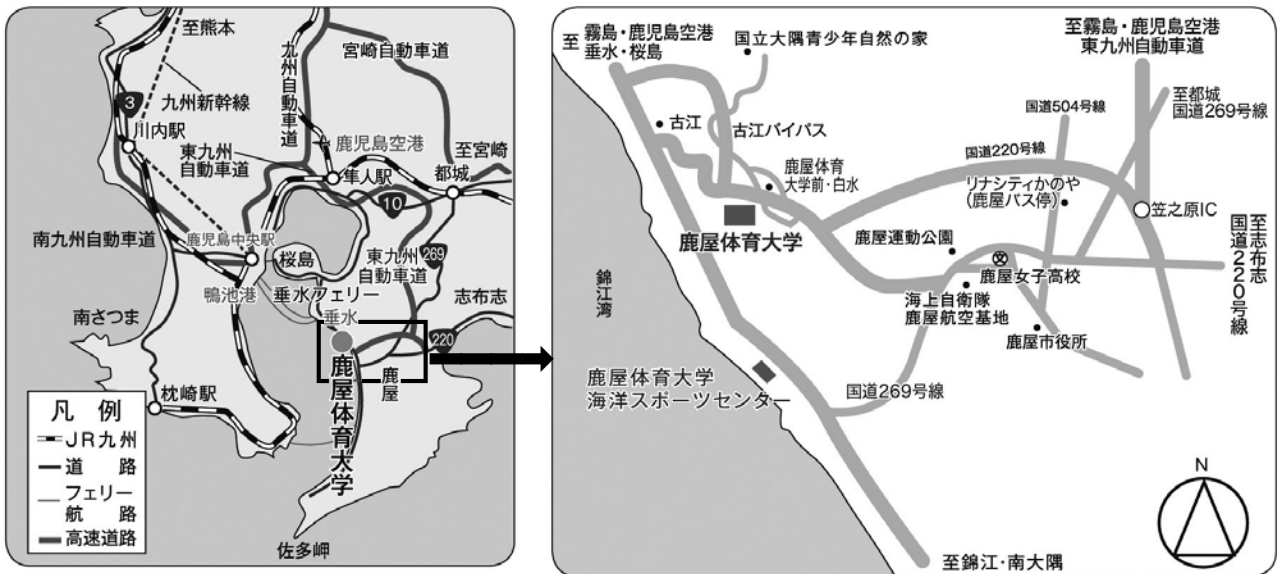 至熊本
宮崎自動車道
九州自動車道
3
九州新幹線
川内駅
東九州
自動車道
鹿児島空港
至宮崎
隼人駅
都城
10
南九州自動車道
鹿児島中央駅
桜島
東九州
自動車道
269
鴨池港
垂水フェリー
志布志
垂水
南さつま
220
鹿屋
鹿屋体育大学
枕崎駅
佐多岬
凡 例
JR九州
道 路
フェリー
航 路
高速道路
至 霧島・鹿児島空港
垂水・桜島
国立大隅青少年自然の家
至霧島・鹿児島空港
東九州自動車道
至都城
国道269号線
国道504号線
古江
古江バイパス
国道220号線
鹿屋体育
大学前・白水
リナシティかのや
(鹿屋バス停)
笠之原IC
鹿屋体育大学
鹿屋運動公園
至志布志
国道220号線
文
鹿屋女子高校
海上自衛隊
鹿屋航空基地
錦江湾
鹿屋市役所
鹿屋体育大学
海洋スポーツセンター
国道269号線
N
至錦江・南大隅